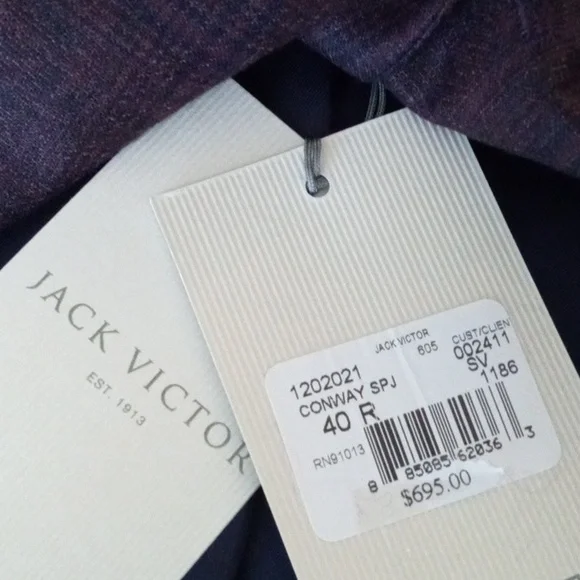 JACK VICTOR
EST. 1913
JACK VICTOR 605 CUST/CLIEN
1202021 002411
CONWAY SPJ SV
40 R 1186
RN91013
8 85085 62036 3
$695.00